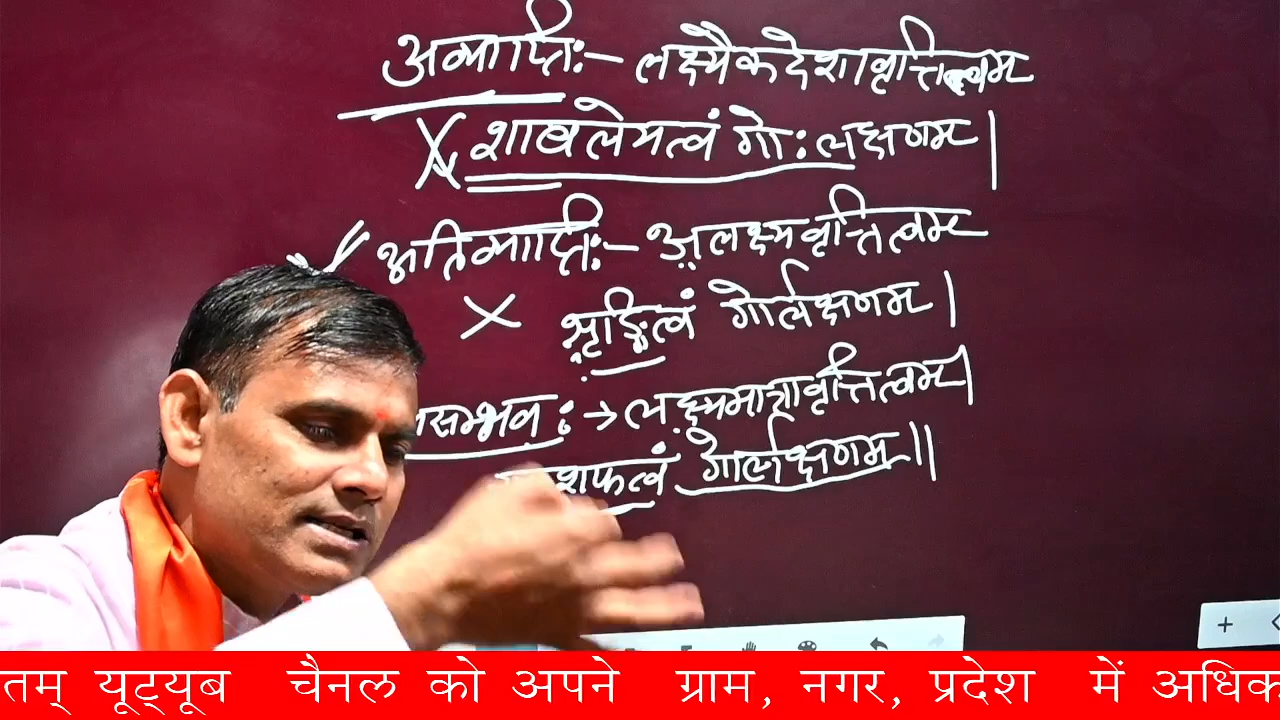 अव्याप्तिः- लक्ष्यैकदेशावृत्तित्वम
शाबलेयत्वं गोः लक्षणम|
अतिव्याप्तिः- अलक्ष्यवृत्तित्वम
शृङ्गित्वं गोर्लक्षणम|
सम्भवः → लक्ष्यमात्रावृत्तित्वम|
शफत्वं गोर्लक्षणम॥
तम् यूट्यूब चैनल को अपने ग्राम, नगर, प्रदेश में अधिक